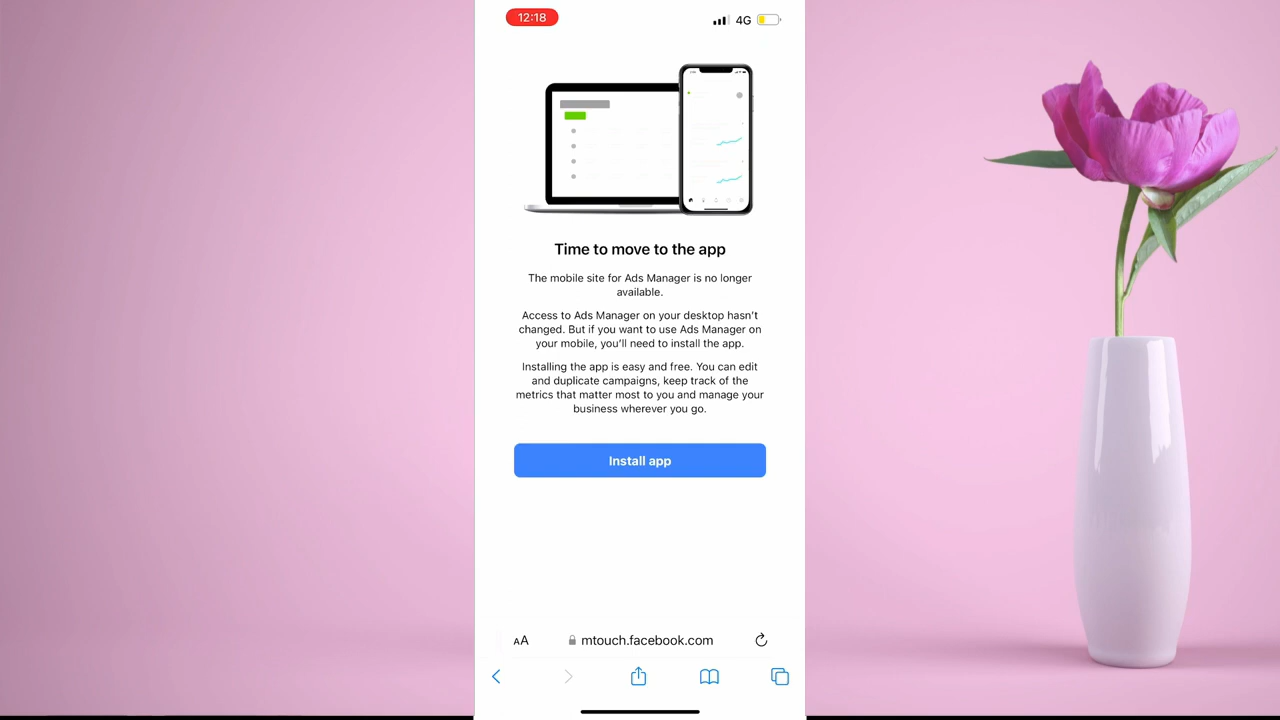 12:18
4G
Time to move to the app
The mobile site for Ads Manager is no longer
available.
Access to Ads Manager on your desktop hasn't
changed. But if you want to use Ads Manager on
your mobile, you'll need to install the app.
Installing the app is easy and free. You can edit
and duplicate campaigns, keep track of the
metrics that matter most to you and manage your
business wherever you go.
Install app
AA
mtouch.facebook.com